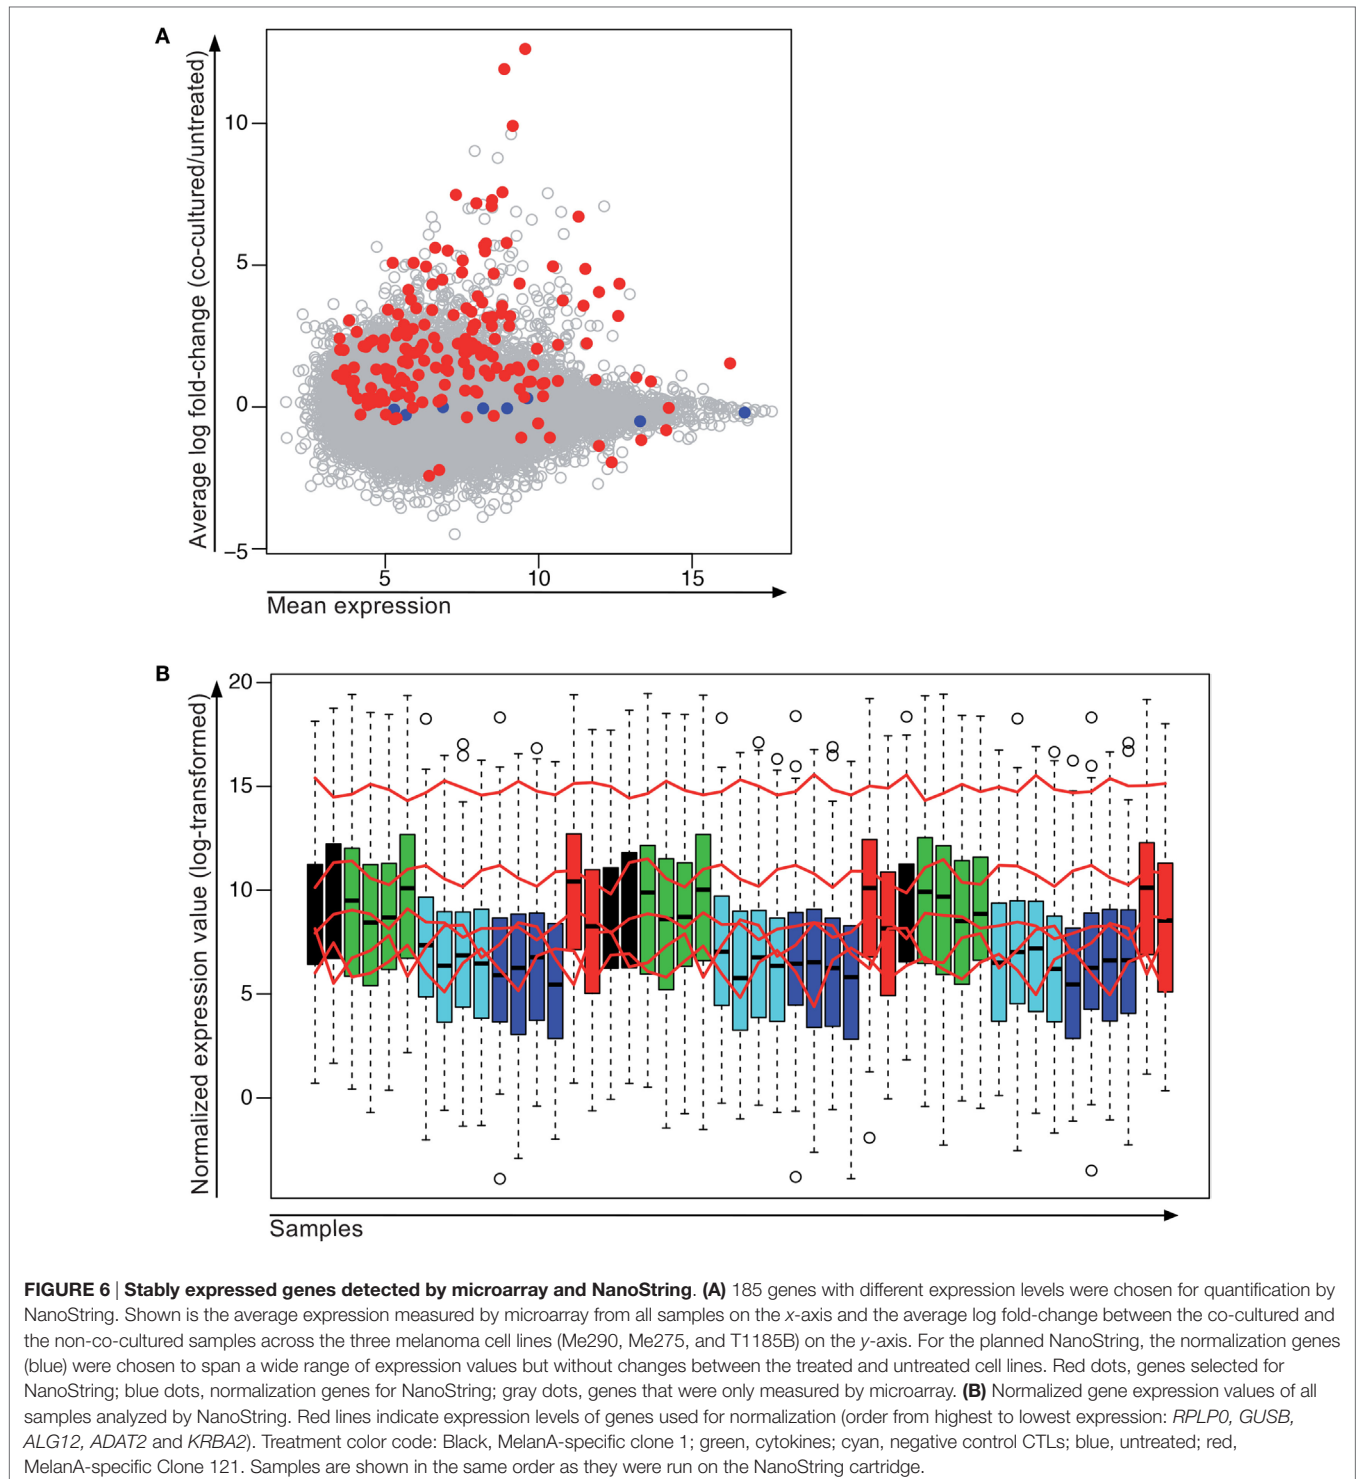 A
Average log fold-change (co-cultured/untreated)
10
5
0
−5
5
10
15
Mean expression
B
Normalized expression value (log-transformed)
20
15
10
5
0
Samples
FIGURE 6 | Stably expressed genes detected by microarray and NanoString. (A) 185 genes with different expression levels were chosen for quantification by
NanoString. Shown is the average expression measured by microarray from all samples on the x-axis and the average log fold-change between the co-cultured and
the non-co-cultured samples across the three melanoma cell lines (Me290, Me275, and T1185B) on the y-axis. For the planned NanoString, the normalization genes
(blue) were chosen to span a wide range of expression values but without changes between the treated and untreated cell lines. Red dots, genes selected for
NanoString; blue dots, normalization genes for NanoString; gray dots, genes that were only measured by microarray. (B) Normalized gene expression values of all
samples analyzed by NanoString. Red lines indicate expression levels of genes used for normalization (order from highest to lowest expression: RPLP0, GUSB,
ALG12, ADAT2 and KRBA2). Treatment color code: Black, MelanA-specific clone 1; green, cytokines; cyan, negative control CTLs; blue, untreated; red,
MelanA-specific Clone 121. Samples are shown in the same order as they were run on the NanoString cartridge.